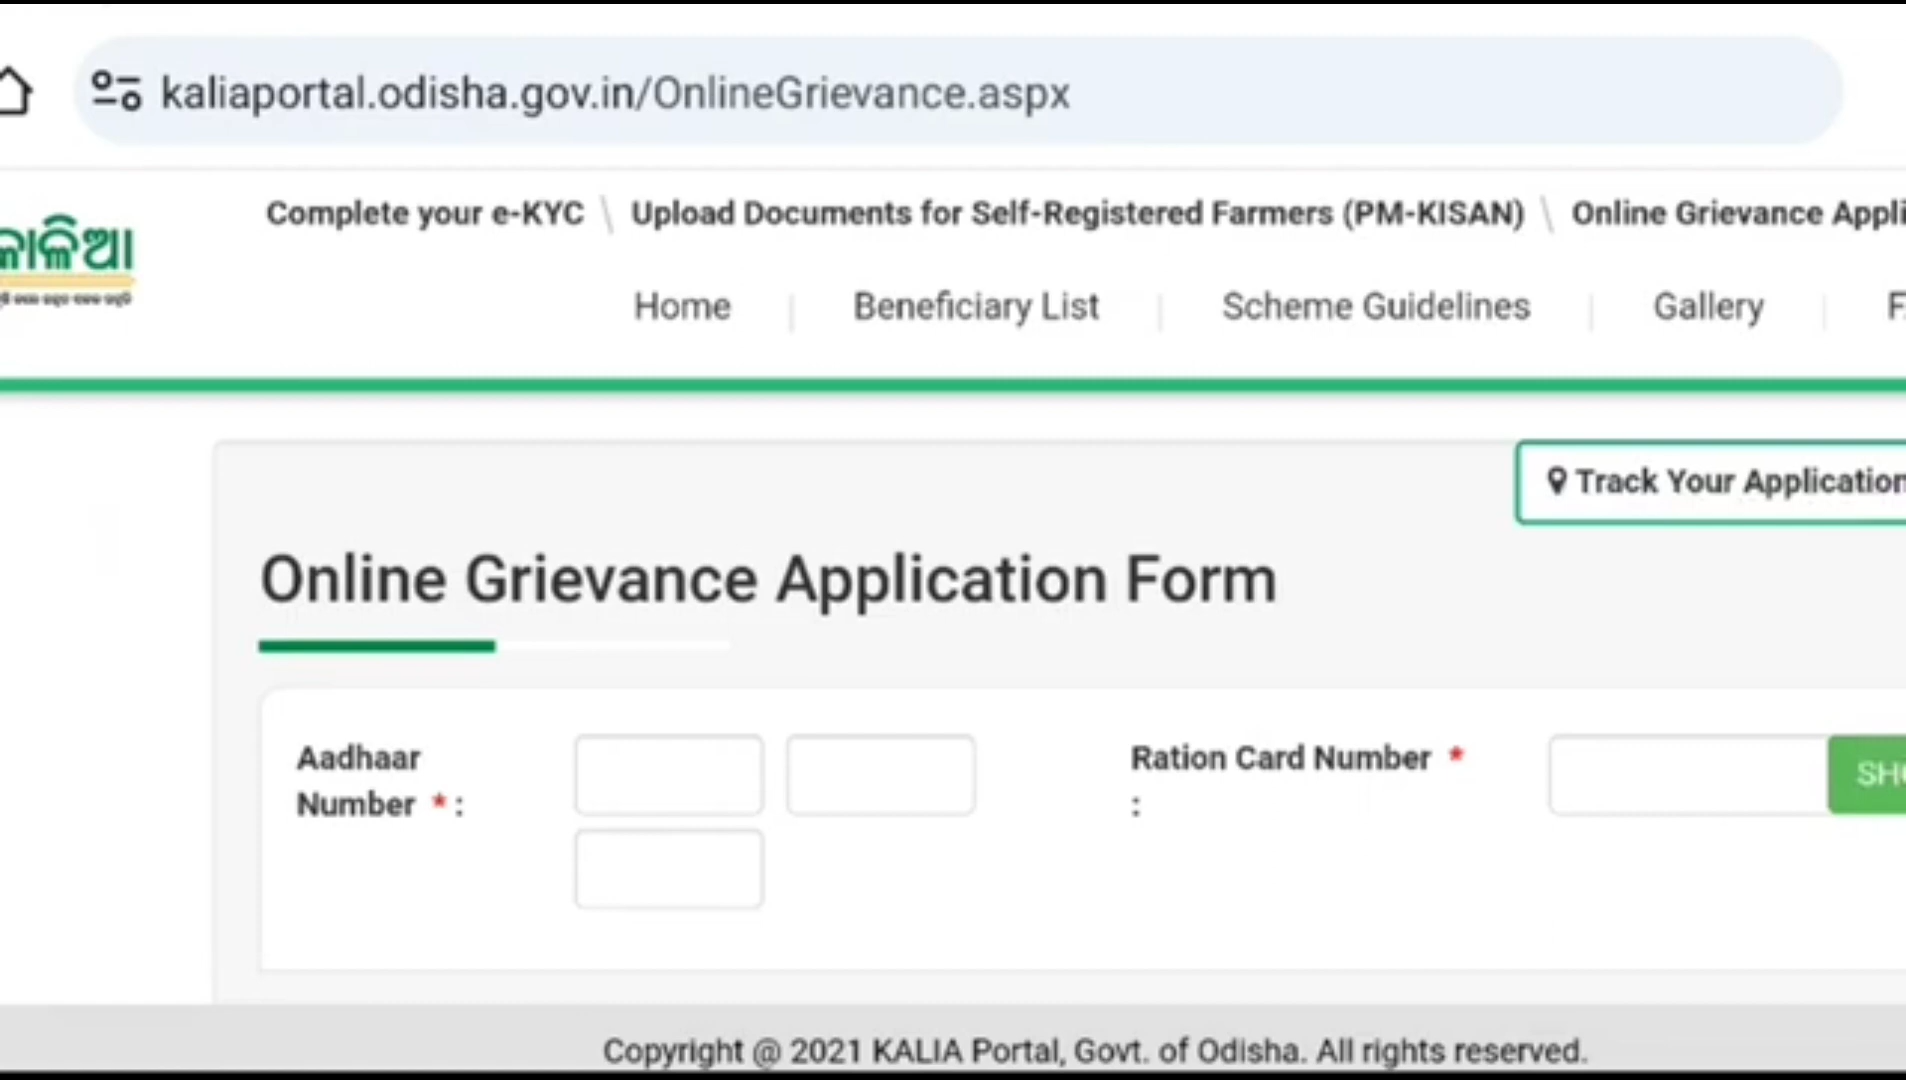 kaliaportal.odisha.gov.in/OnlineGrievance.aspx
Complete your e-KYC \ Upload Documents for Self-Registered Farmers (PM-KISAN) \ Online Grievance Appli
କାଳିଆ
Home | Beneficiary List | Scheme Guidelines | Gallery | F
Track Your Application
Online Grievance Application Form
Aadhaar
Number * :
Ration Card Number *
:
SHO
Copyright @ 2021 KALIA Portal, Govt. of Odisha. All rights reserved.